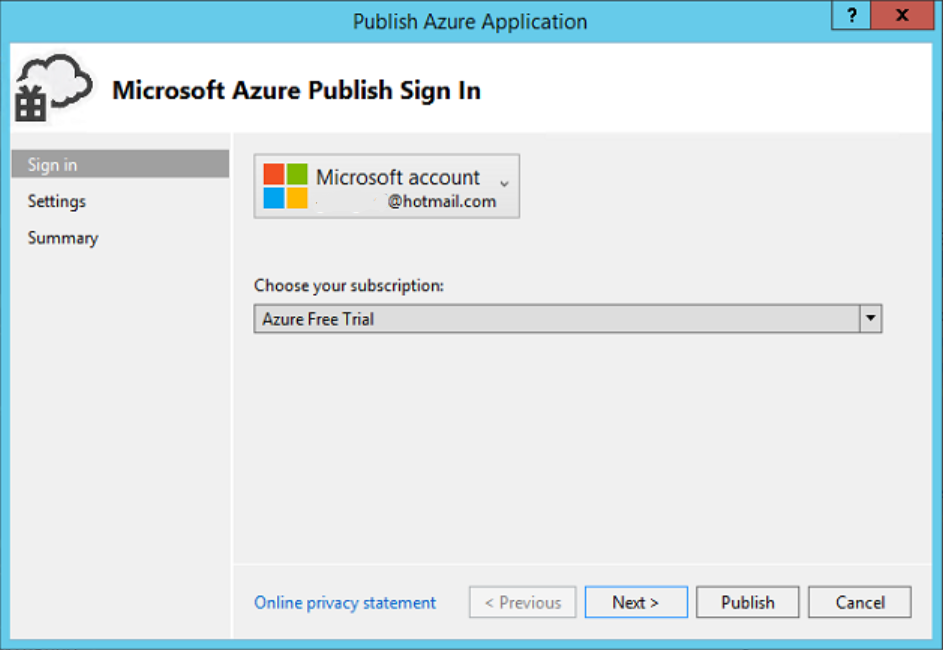 Publish Azure Application
?
x
Microsoft Azure Publish Sign In
Sign in
Settings
Summary
Microsoft account
@hotmail.com
Choose your subscription:
Azure Free Trial
Online privacy statement
< Previous
Next >
Publish
Cancel